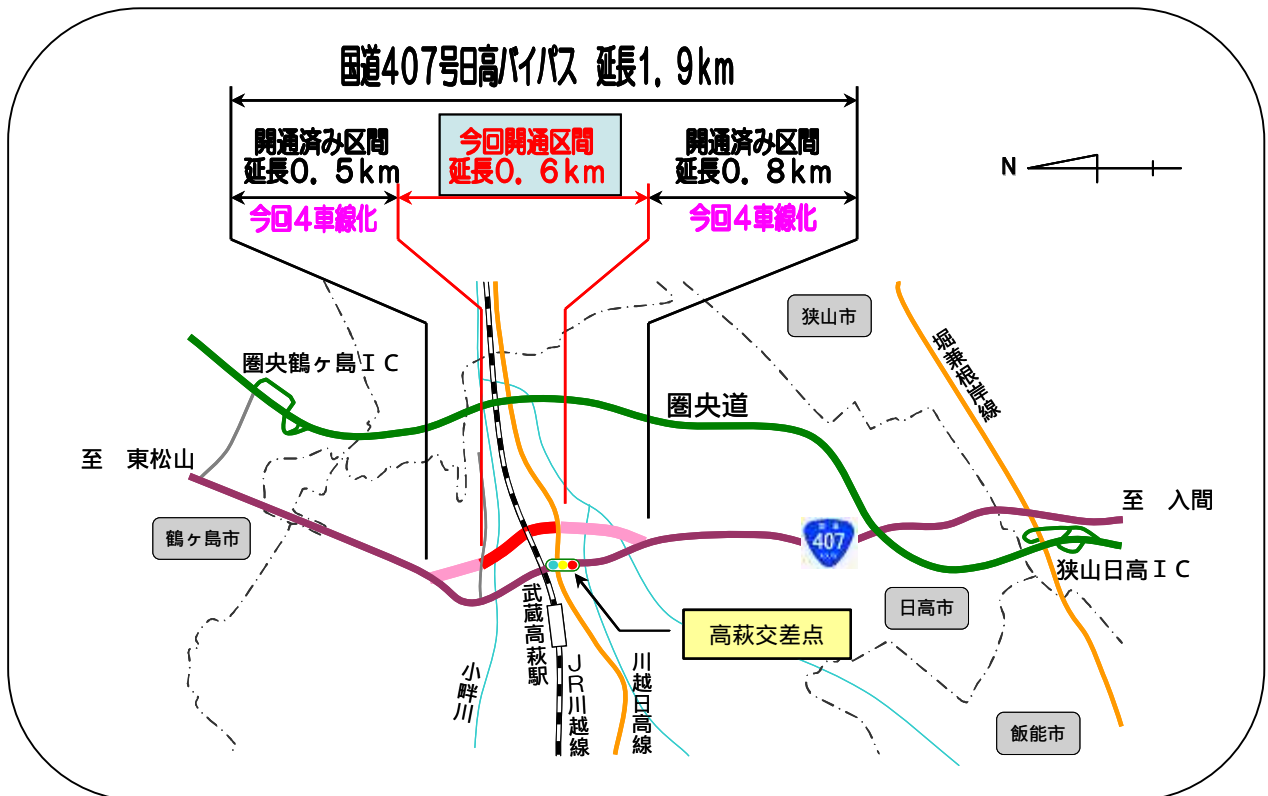 国道407号日高バイパス 延長1．9km
開通済み区間
延長0．5km
今回4車線化
今回開通区間
延長0．6km
開通済み区間
延長0．8km
今回4車線化
N
狭山市
堀兼根岸線
圏央鶴ヶ島ＩＣ
圏央道
至　東松山
至　入間
鶴ヶ島市
407
狭山日高ＩＣ
日高市
高萩交差点
武蔵高萩駅
小畔川
ＪＲ川越線
川越日高線
飯能市